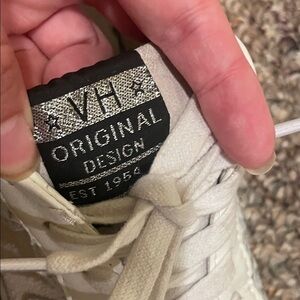 VH
ORIGINAL
DESIGN
EST 1954